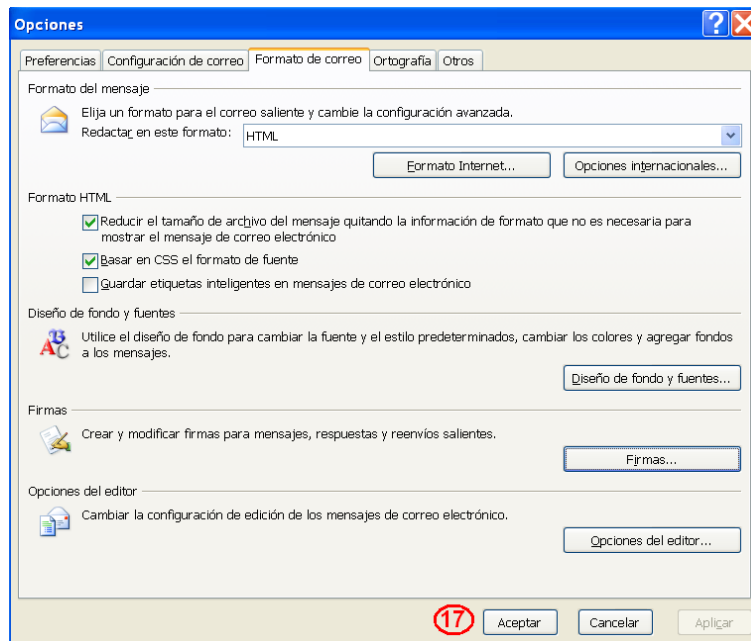 Opciones
Preferencias Configuración de correo Formato de correo Ortografía Otros
Formato del mensaje
Elija un formato para el correo saliente y cambie la configuración avanzada.
Redactar en este formato: HTML
Formato Internet... Opciones internacionales...
Formato HTML
Reducir el tamaño de archivo del mensaje quitando la información de formato que no es necesaria para
mostrar el mensaje de correo electrónico
Basar en CSS el formato de fuente
Guardar etiquetas inteligentes en mensajes de correo electrónico
Diseño de fondo y fuentes
Utilice el diseño de fondo para cambiar la fuente y el estilo predeterminados, cambiar los colores y agregar fondos
a los mensajes.
Diseño de fondo y fuentes...
Firmas
Crear y modificar firmas para mensajes, respuestas y reenvíos salientes.
Firmas...
Opciones del editor
Cambiar la configuración de edición de los mensajes de correo electrónico.
Opciones del editor...
17 Aceptar Cancelar Aplicar